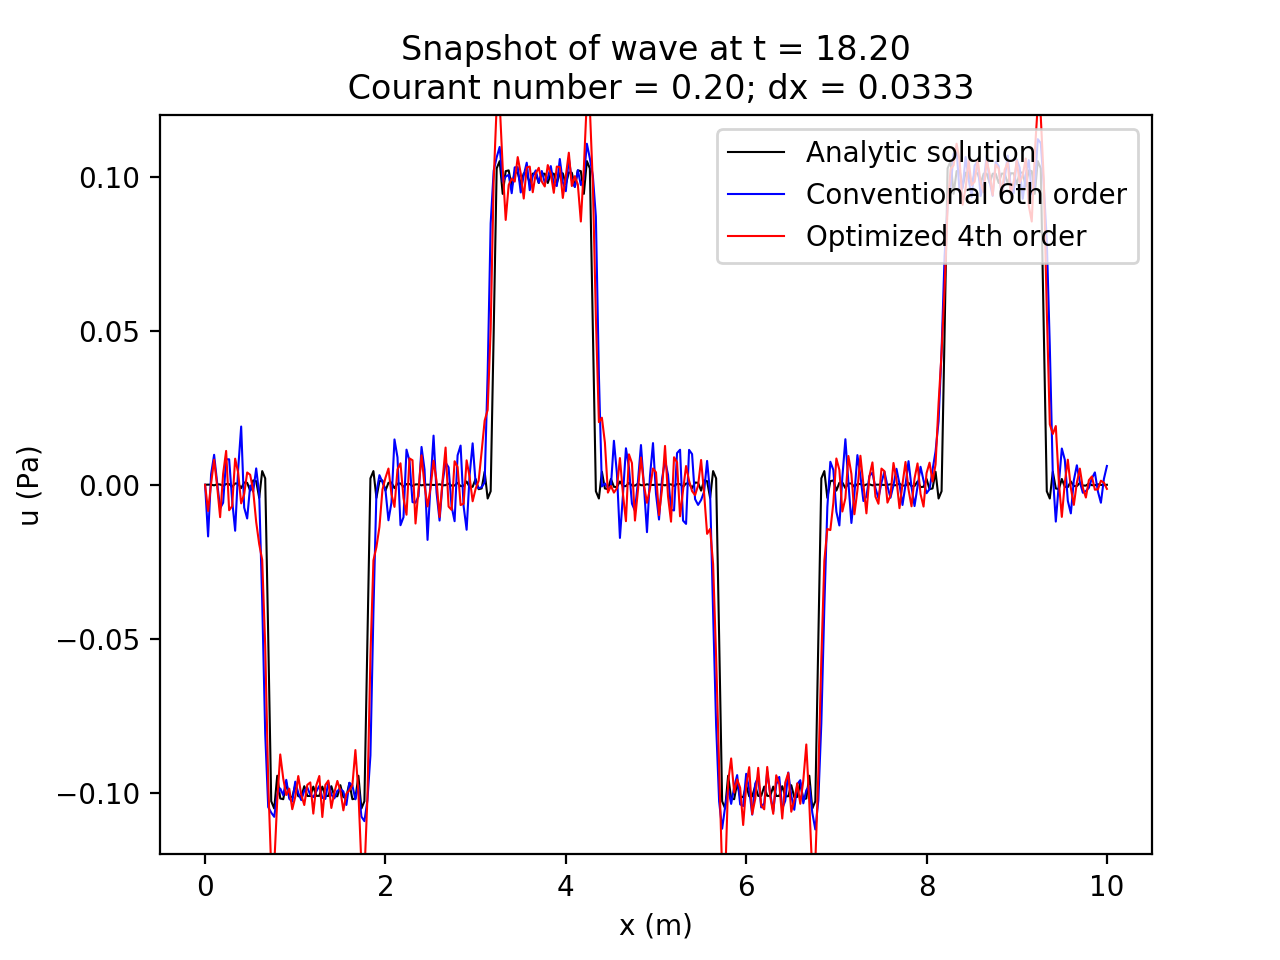 Snapshot of wave at t = 18.20
Courant number = 0.20; dx = 0.0333
Analytic solution
Conventional 6th order
Optimized 4th order
0.10
0.05
0.00
−0.05
−0.10
u (Pa)
0 2 4 6 8 10
x (m)